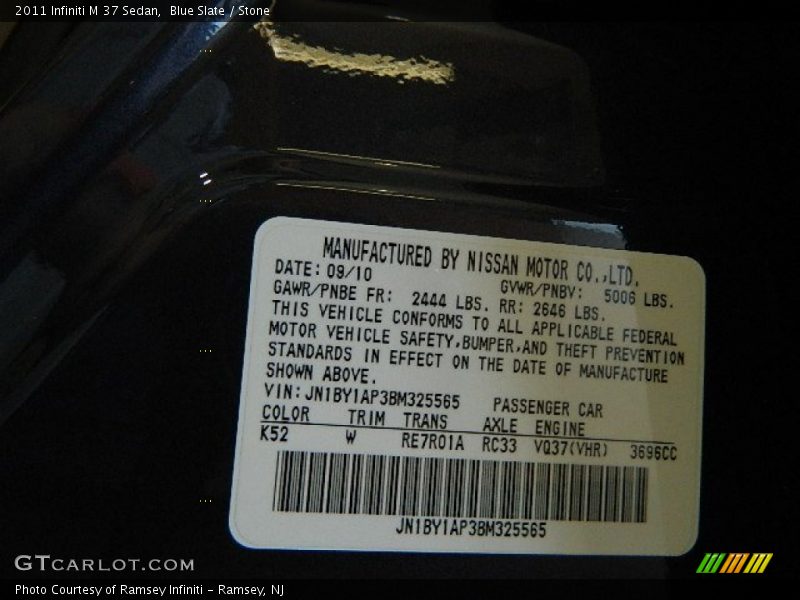 2011 Infiniti M 37 Sedan, Blue Slate / Stone
MANUFACTURED BY NISSAN MOTOR CO.,LTD.
DATE: 09/10 GVWR/PNBV: 5006 LBS.
GAWR/PNBE FR: 2444 LBS. RR: 2646 LBS.
THIS VEHICLE CONFORMS TO ALL APPLICABLE FEDERAL
MOTOR VEHICLE SAFETY,BUMPER,AND THEFT PREVENTION
STANDARDS IN EFFECT ON THE DATE OF MANUFACTURE
SHOWN ABOVE.
VIN: JN1BY1AP3BM325565 PASSENGER CAR
COLOR TRIM TRANS AXLE ENGINE
K52 W RE7R01A RC33 VQ37(VHR) 3696CC
JN1BY1AP3BM325565
GTCARLOT.COM
Photo Courtesy of Ramsey Infiniti - Ramsey, NJ